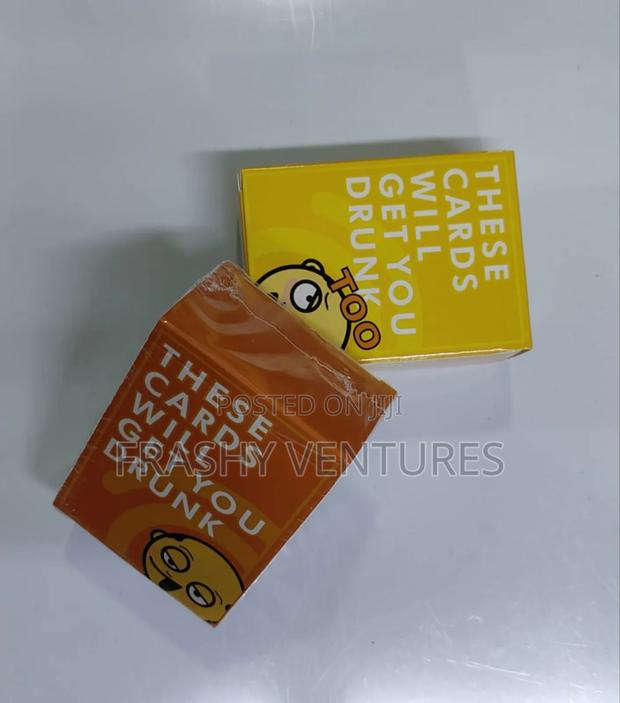 THESE
CARDS
WILL
GET YOU
DRUNK
TOO
THESE
CARDS
WILL
GET YOU
DRUNK
POSTED ON JIJI
FRASHY VENTURES